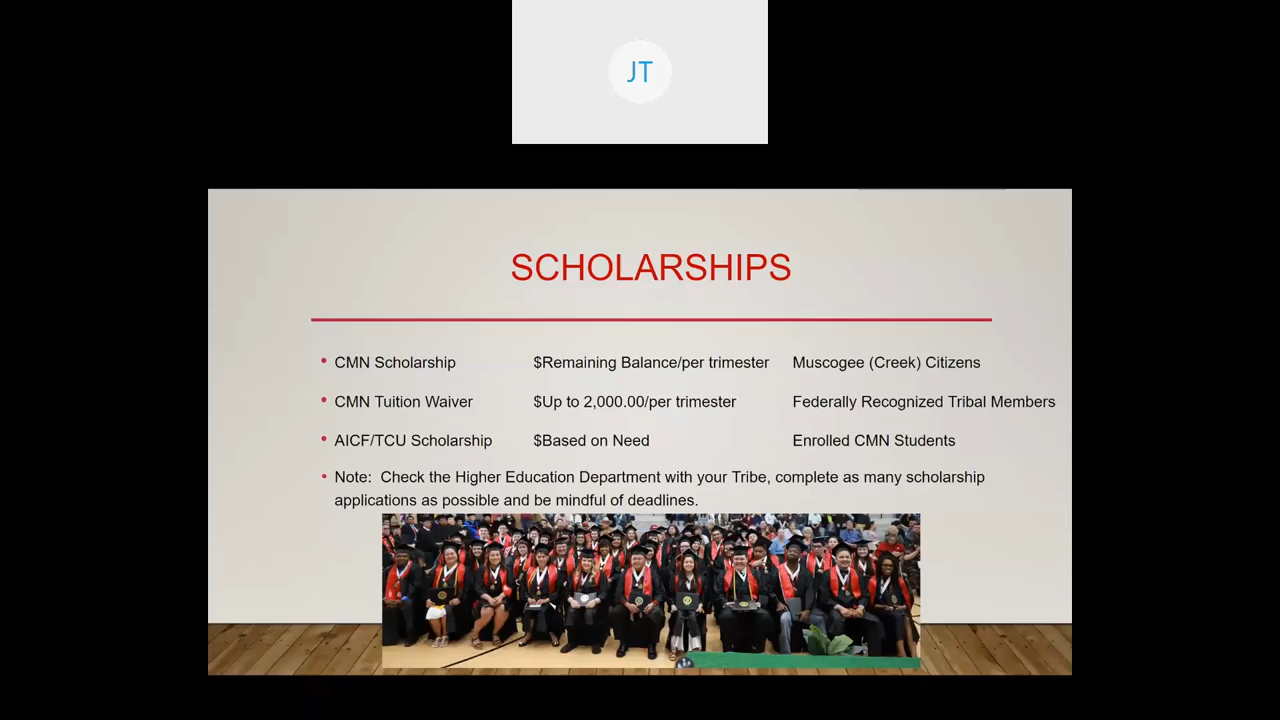 JT
SCHOLARSHIPS
• CMN Scholarship $Remaining Balance/per trimester Muscogee (Creek) Citizens
• CMN Tuition Waiver $Up to 2,000.00/per trimester Federally Recognized Tribal Members
• AICF/TCU Scholarship $Based on Need Enrolled CMN Students
• Note: Check the Higher Education Department with your Tribe, complete as many scholarship
applications as possible and be mindful of deadlines.